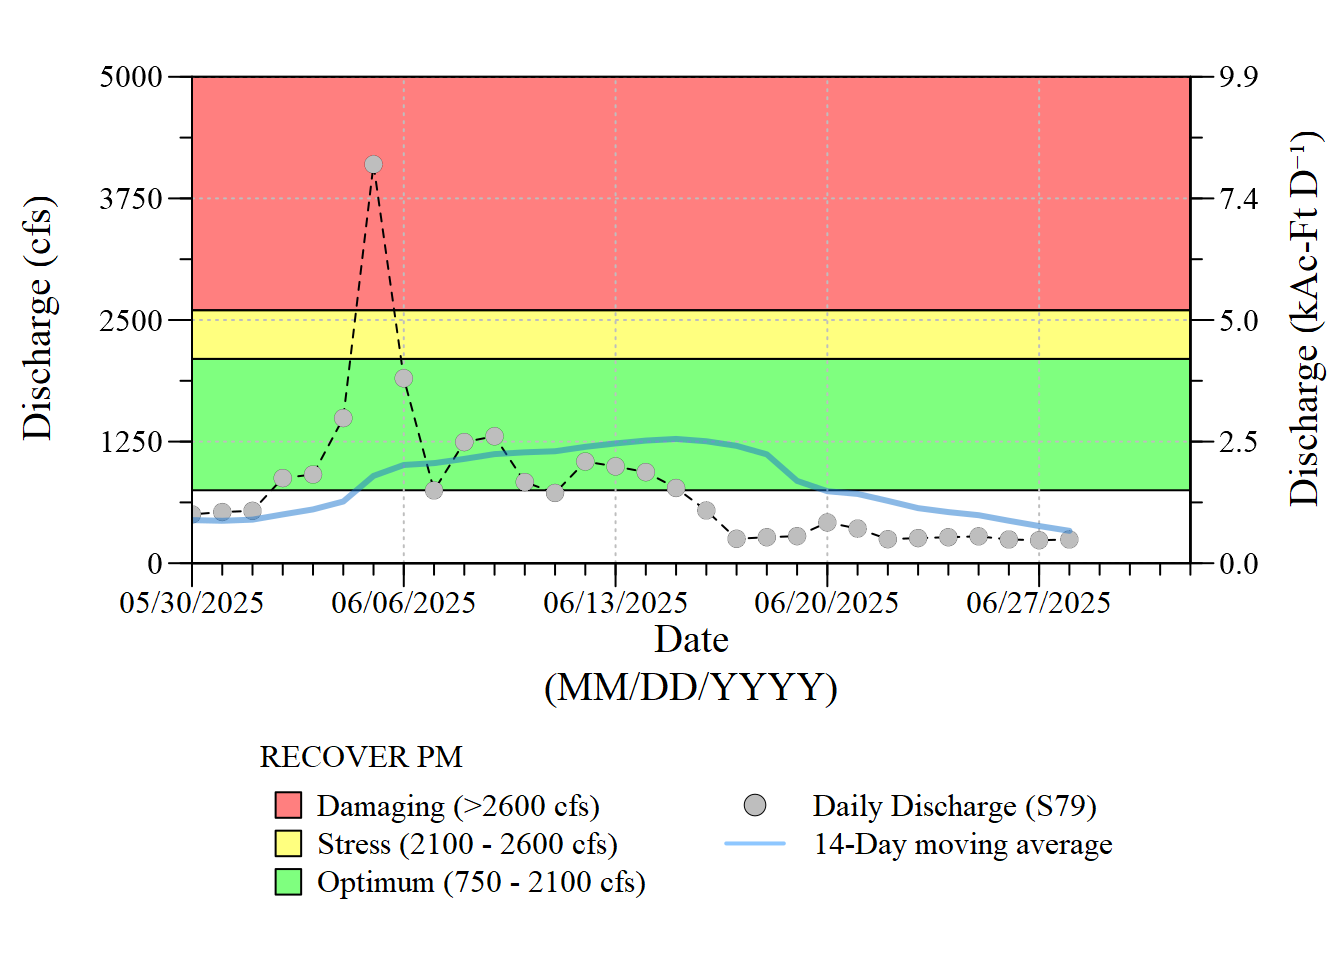 5000
3750
2500
1250
0
Discharge (cfs)
9.9
7.4
5.0
2.5
0.0
Discharge (kAc-Ft D⁻¹)
05/30/2025 06/06/2025 06/13/2025 06/20/2025 06/27/2025
Date
(MM/DD/YYYY)
RECOVER PM
Damaging (>2600 cfs)
Stress (2100 - 2600 cfs)
Optimum (750 - 2100 cfs)
Daily Discharge (S79)
14-Day moving average